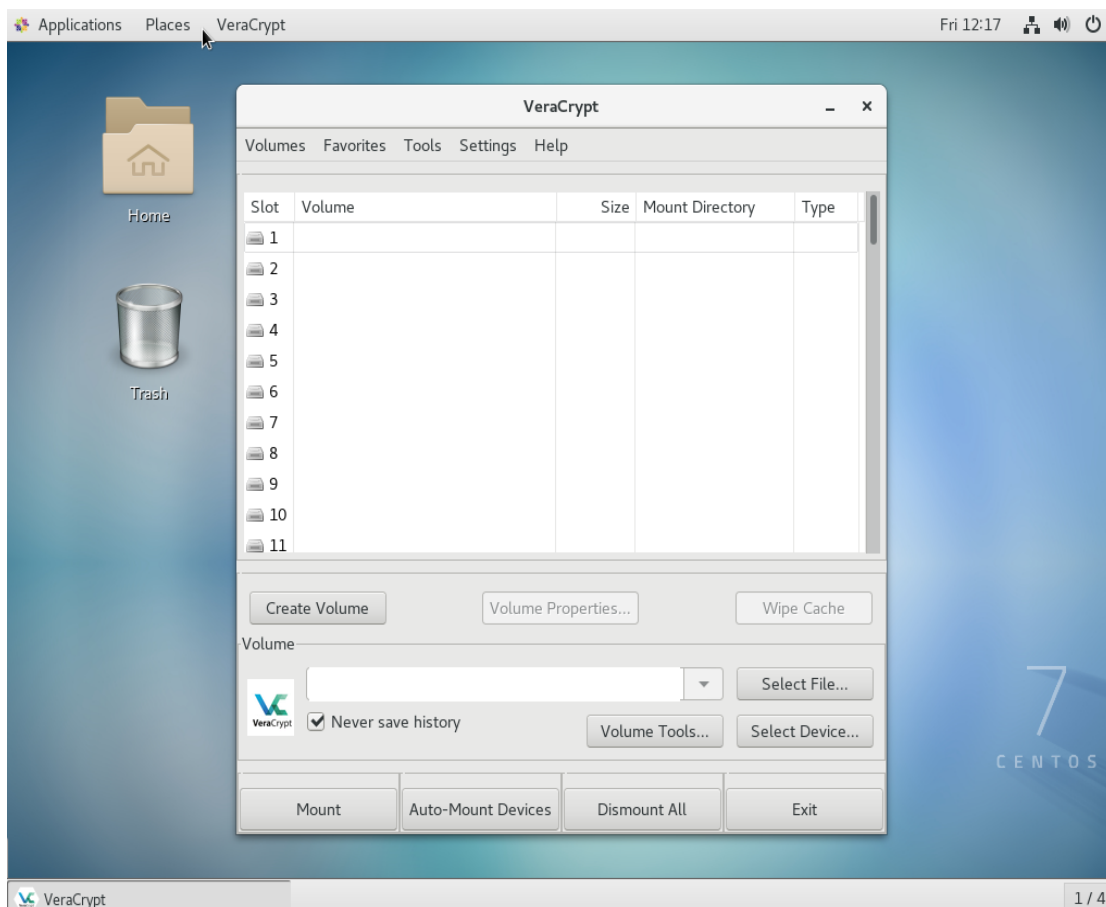 Applications Places VeraCrypt Fri 12:17
VeraCrypt
Volumes Favorites Tools Settings Help
Slot Volume Size Mount Directory Type
1
2
3
4
5
6
7
8
9
10
11
Home
Trash
Create Volume Volume Properties... Wipe Cache
Volume
Select File...
VeraCrypt
Never save history
Volume Tools... Select Device...
Mount Auto-Mount Devices Dismount All Exit
7
CENTOS
VeraCrypt 1 / 4